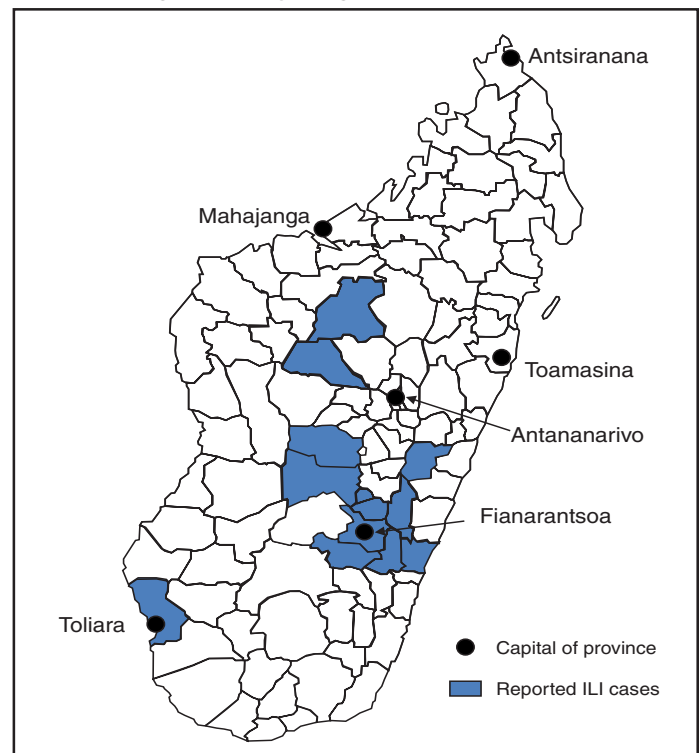 Antsiranana
Mahajanga
Toamasina
Antananarivo
Fianarantsoa
Toliara
Capital of province
Reported ILI cases